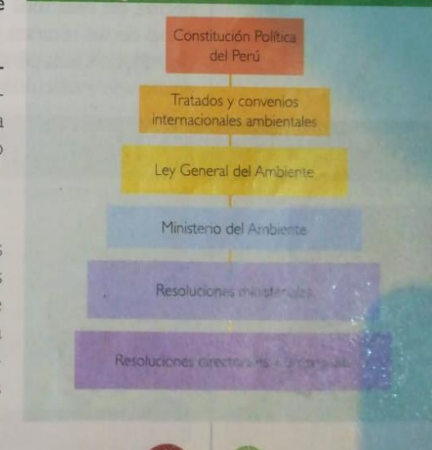 Constitución Política
del Perú
Tratados y convenios
internacionales ambientales
Ley General del Ambiente
Ministerio del Ambiente
Resoluciones ministeriales
Resoluciones directorales